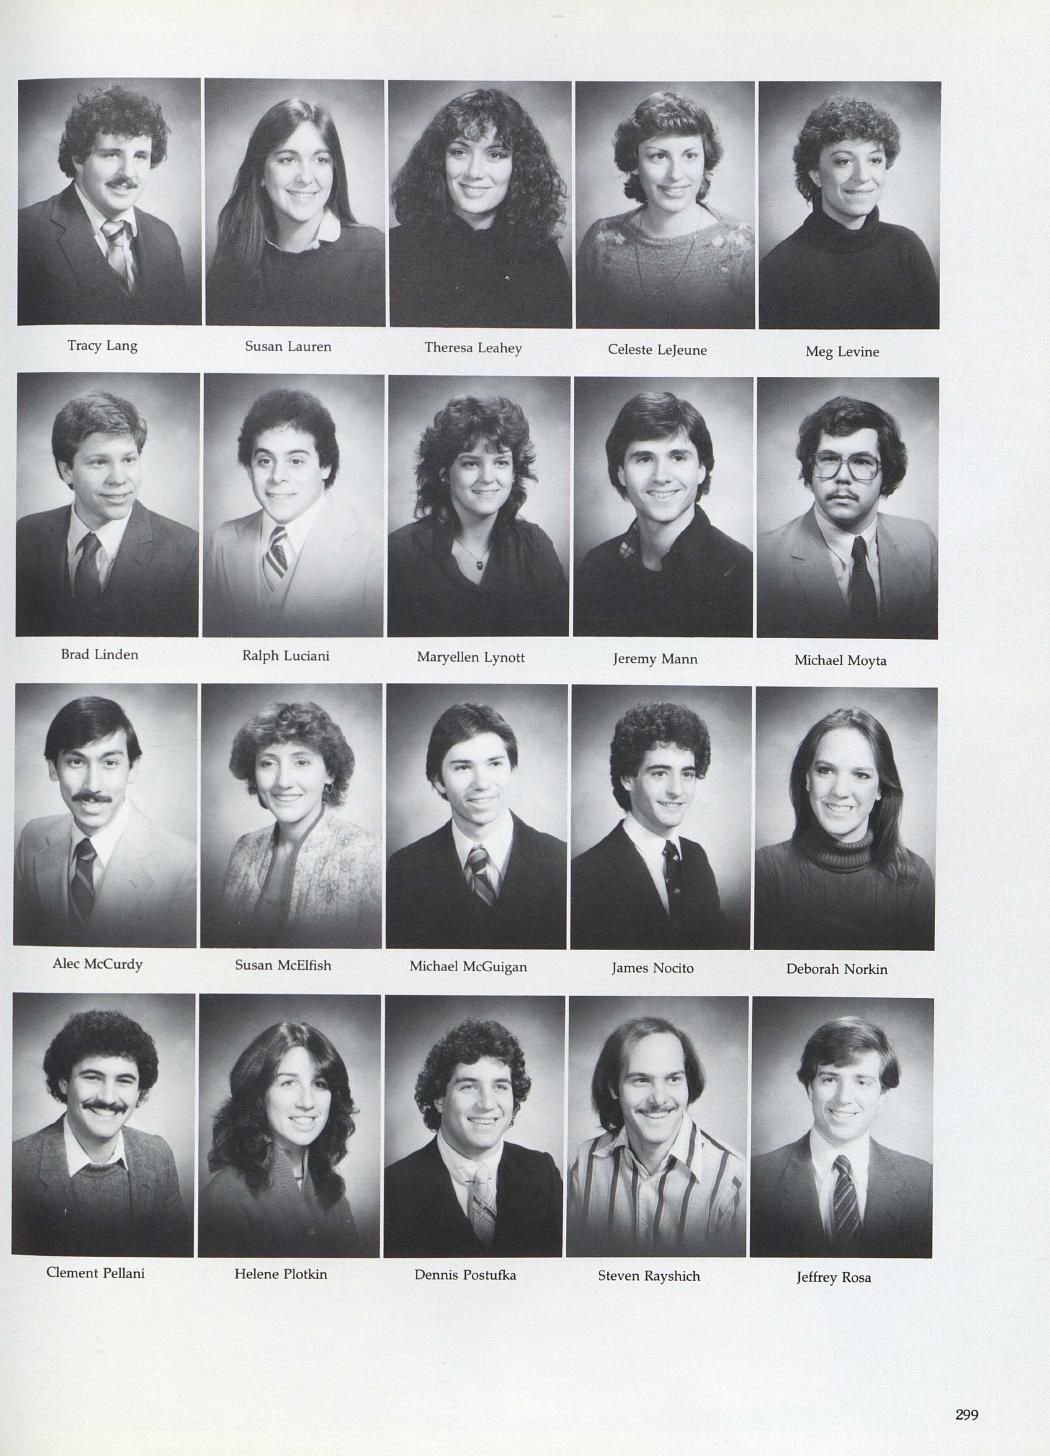 Tracy Lang
Susan Lauren
Theresa Leahey
Celeste LeJeune
Meg Levine
Brad Linden
Ralph Luciani
Maryellen Lynott
Jeremy Mann
Michael Moyta
Alec McCurdy
Susan McElfish
Michael McGuigan
James Nocito
Deborah Norkin
Clement Pellani
Helene Plotkin
Dennis Postufka
Steven Rayshich
Jeffrey Rosa
299